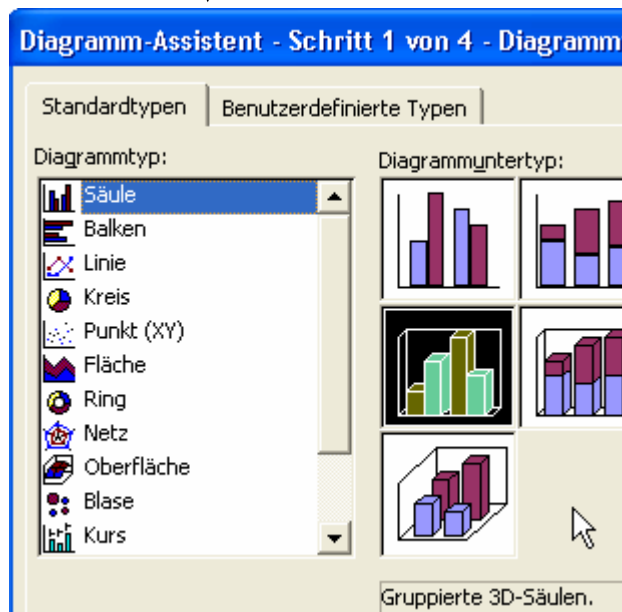 Diagramm-Assistent - Schritt 1 von 4 - Diagramm
Standardtypen
Benutzerdefinierte Typen
Diagrammtyp:
Diagrammuntertyp:
Säule
Balken
Linie
Kreis
Punkt (XY)
Fläche
Ring
Netz
Oberfläche
Blase
Kurs
Gruppierte 3D-Säulen.